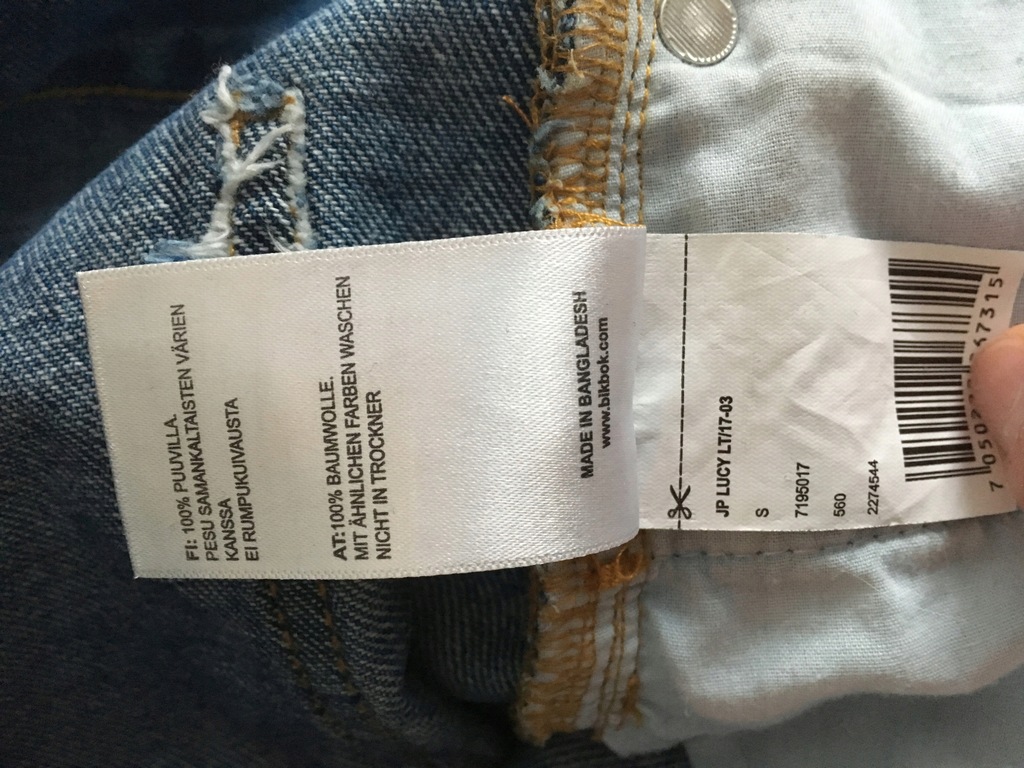 FI: 100% PUUVILLA.
PESU SAMANKALTAISTEN VÄRIEN
KANSSA
EI RUMPUKUIVAUSTA
AT:100% BAUMWOLLE.
MIT ÄHNLICHEN FARBEN WASCHEN
NICHT IN TROCKNER
MADE IN BANGLADESH
www.bikbok.com
JP LUCY LT/17-03
S
7195017
560
2274544